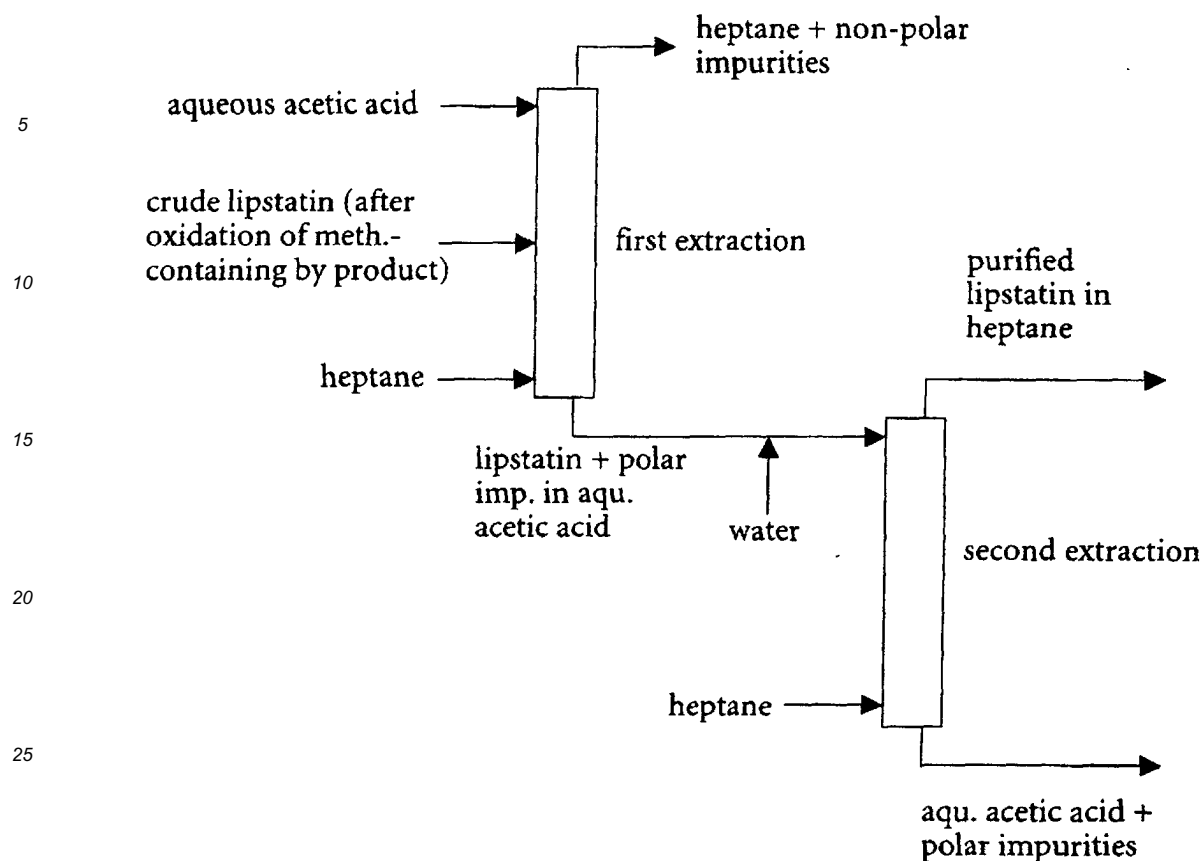 heptane + non-polar
impurities
aqueous acetic acid
5
crude lipstatin (after
oxidation of meth.-
containing by product)
first extraction
10
purified
lipstatin in
heptane
heptane
15
lipstatin + polar
imp. in aqu.
acetic acid
water
second extraction
20
heptane
25
aqu. acetic acid +
polar impurities